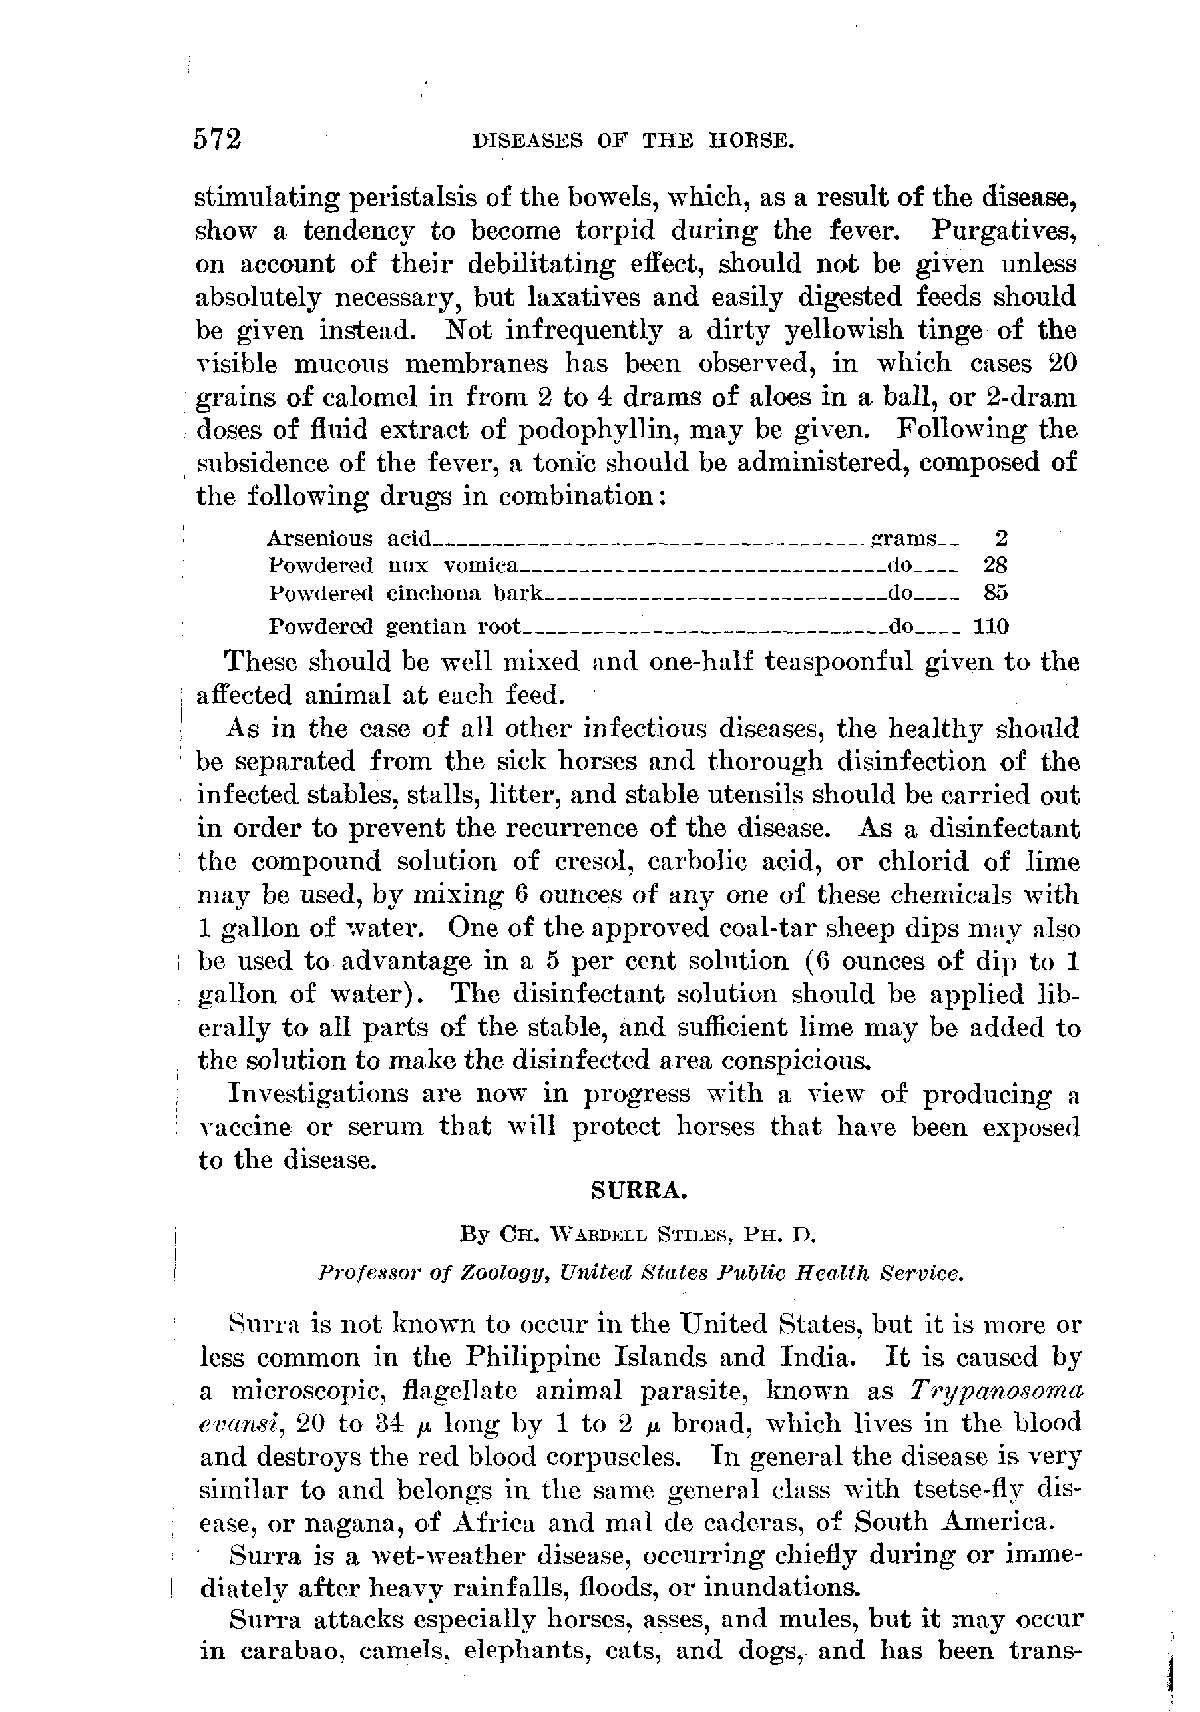 572 DISEASES OF THE HORSE.
stimulating peristalsis of the bowels, which, as a result of the disease,
show a tendency to become torpid during the fever. Purgatives,
on account of their debilitating effect, should not be given unless
absolutely necessary, but laxatives and easily digested feeds should
be given instead. Not infrequently a dirty yellowish tinge of the
visible mucous membranes has been observed, in which cases 20
grains of calomel in from 2 to 4 drams of aloes in a ball, or 2-dram
doses of fluid extract of podophyllin, may be given. Following the
subsidence of the fever, a tonic should be administered, composed of
the following drugs in combination:
Arsenious acid grams 2
Powdered nux vomica do 28
Powdered cinchona bark do 85
Powdered gentian root do 110
These should be well mixed and one-half teaspoonful given to the
affected animal at each feed.
As in the case of all other infectious diseases, the healthy should
be separated from the sick horses and thorough disinfection of the
infected stables, stalls, litter, and stable utensils should be carried out
in order to prevent the recurrence of the disease. As a disinfectant
the compound solution of cresol, carbolic acid, or chlorid of lime
may be used, by mixing 6 ounces of any one of these chemicals with
1 gallon of water. One of the approved coal-tar sheep dips may also
be used to advantage in a 5 per cent solution (6 ounces of dip to 1
gallon of water). The disinfectant solution should be applied lib-
erally to all parts of the stable, and sufficient lime may be added to
the solution to make the disinfected area conspicious.
Investigations are now in progress with a view of producing a
vaccine or serum that will protect horses that have been exposed
to the disease.
SURRA.
By CH. WARDELL STILES, PH. D.
Professor of Zoology, United States Public Health Service.
Surra is not known to occur in the United States, but it is more or
less common in the Philippine Islands and India. It is caused by
a microscopic, flagellate animal parasite, known as Trypanosoma
evansi, 20 to 34 μ long by 1 to 2 μ broad, which lives in the blood
and destroys the red blood corpuscles. In general the disease is very
similar to and belongs in the same general class with tsetse-fly dis-
ease, or nagana, of Africa and mal de caderas, of South America.
Surra is a wet-weather disease, occurring chiefly during or imme-
diately after heavy rainfalls, floods, or inundations.
Surra attacks especially horses, asses, and mules, but it may occur
in carabao, camels, elephants, cats, and dogs, and has been trans-